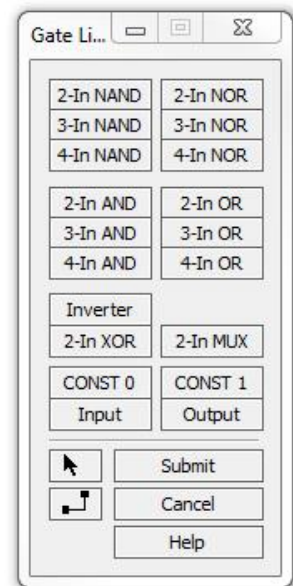 Gate Li...
2-In NAND 2-In NOR
3-In NAND 3-In NOR
4-In NAND 4-In NOR
2-In AND 2-In OR
3-In AND 3-In OR
4-In AND 4-In OR
Inverter
2-In XOR 2-In MUX
CONST 0 CONST 1
Input Output
Submit
Cancel
Help